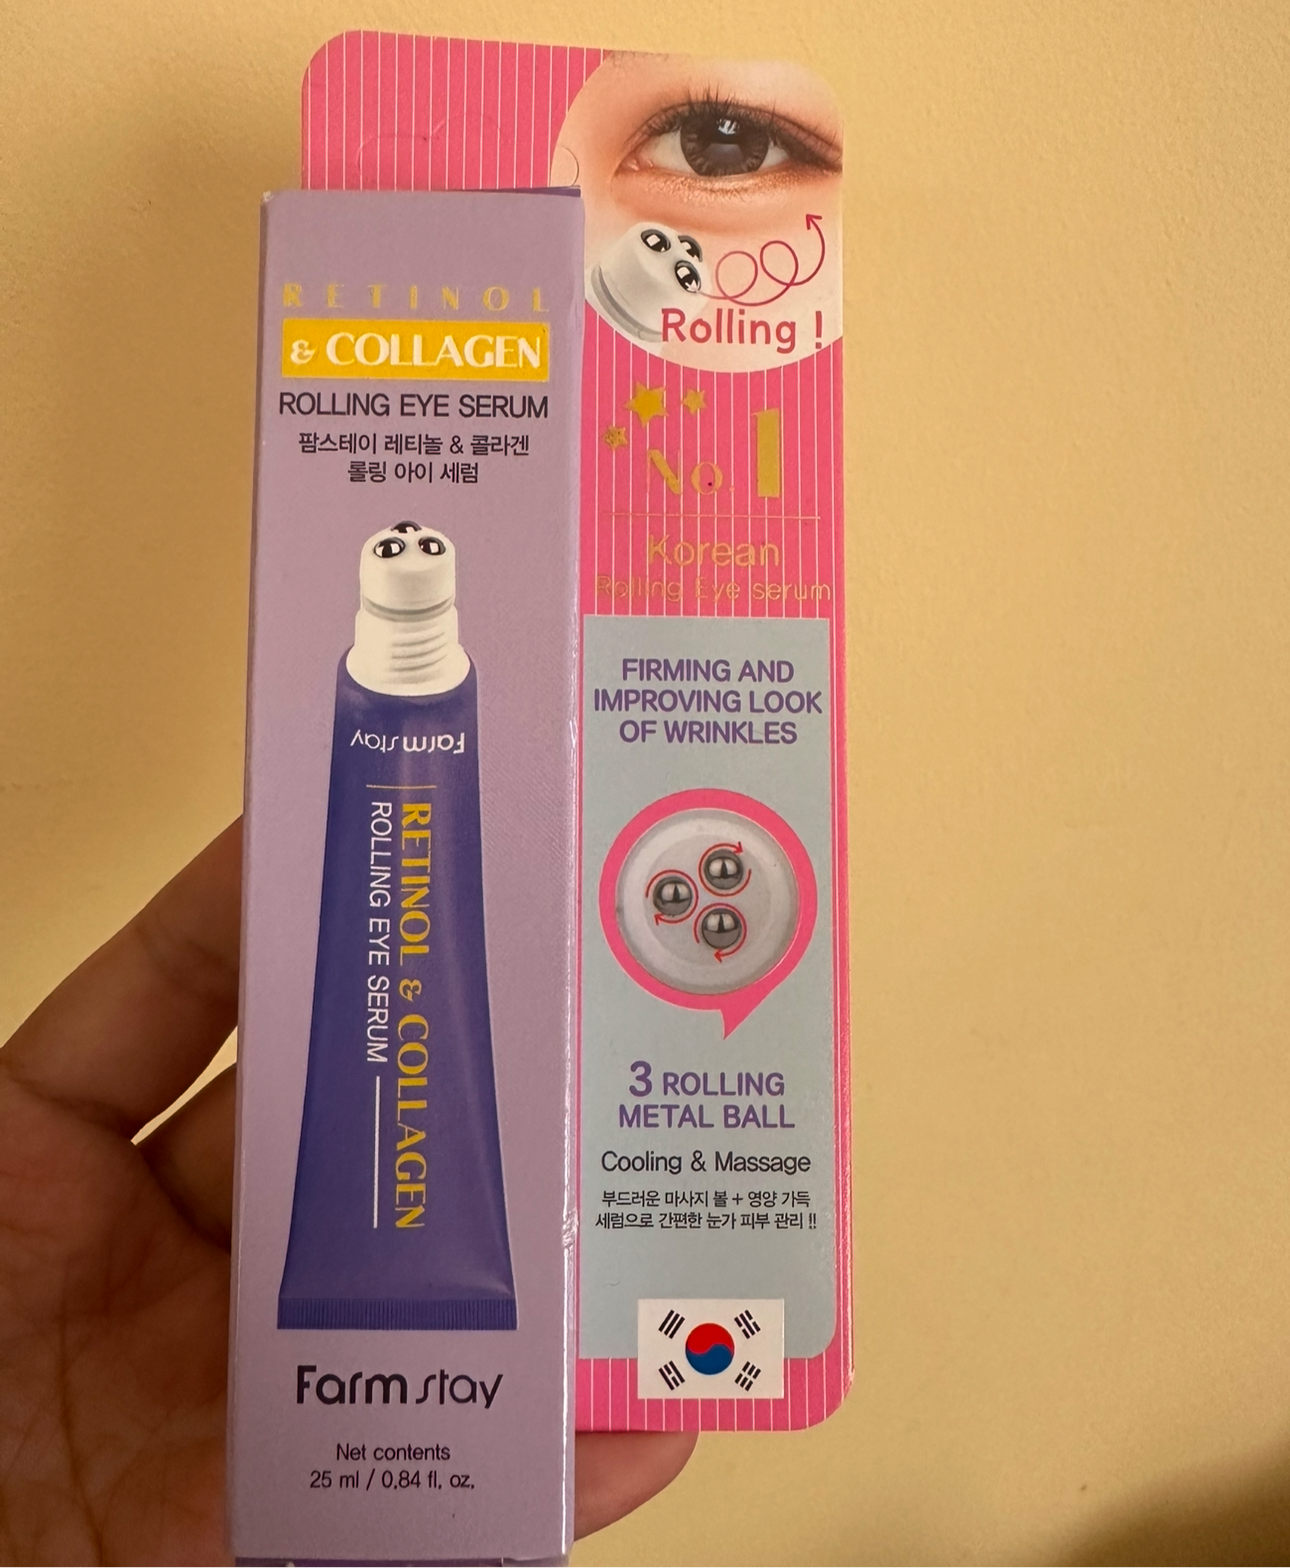 RETINOL
& COLLAGEN
ROLLING EYE SERUM
팜스테이 레티놀 & 콜라겐
롤링 아이 세럼
Farm stay
RETINOL & COLLAGEN
ROLLING EYE SERUM
Farm stay
Net contents
25 ml / 0.84 fl. oz.
Rolling !
No. 1
Korean
Rolling Eye serum
FIRMING AND
IMPROVING LOOK
OF WRINKLES
3 ROLLING
METAL BALL
Cooling & Massage
부드러운 마사지 볼 + 영양 가득
세럼으로 간편한 눈가 피부 관리 !!